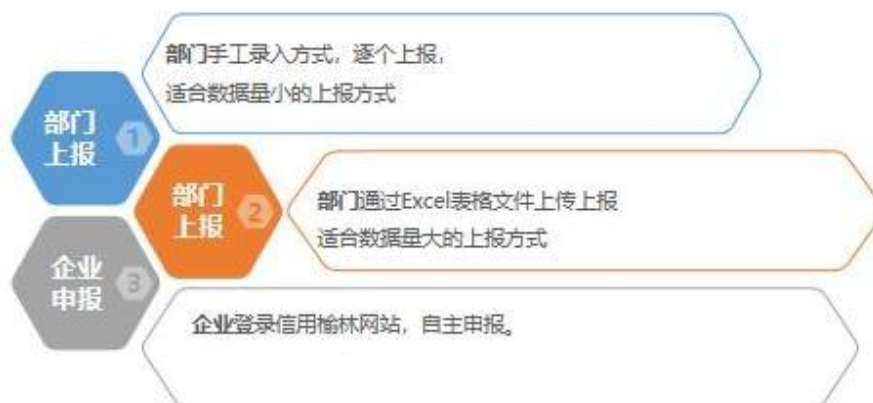 部门
上报
1
部门手工录入方式，逐个上报，
适合数据量小的上报方式
部门
上报
2
部门通过Excel表格文件上传上报
适合数据量大的上报方式
企业
申报
3
企业登录信用榆林网站，自主申报。